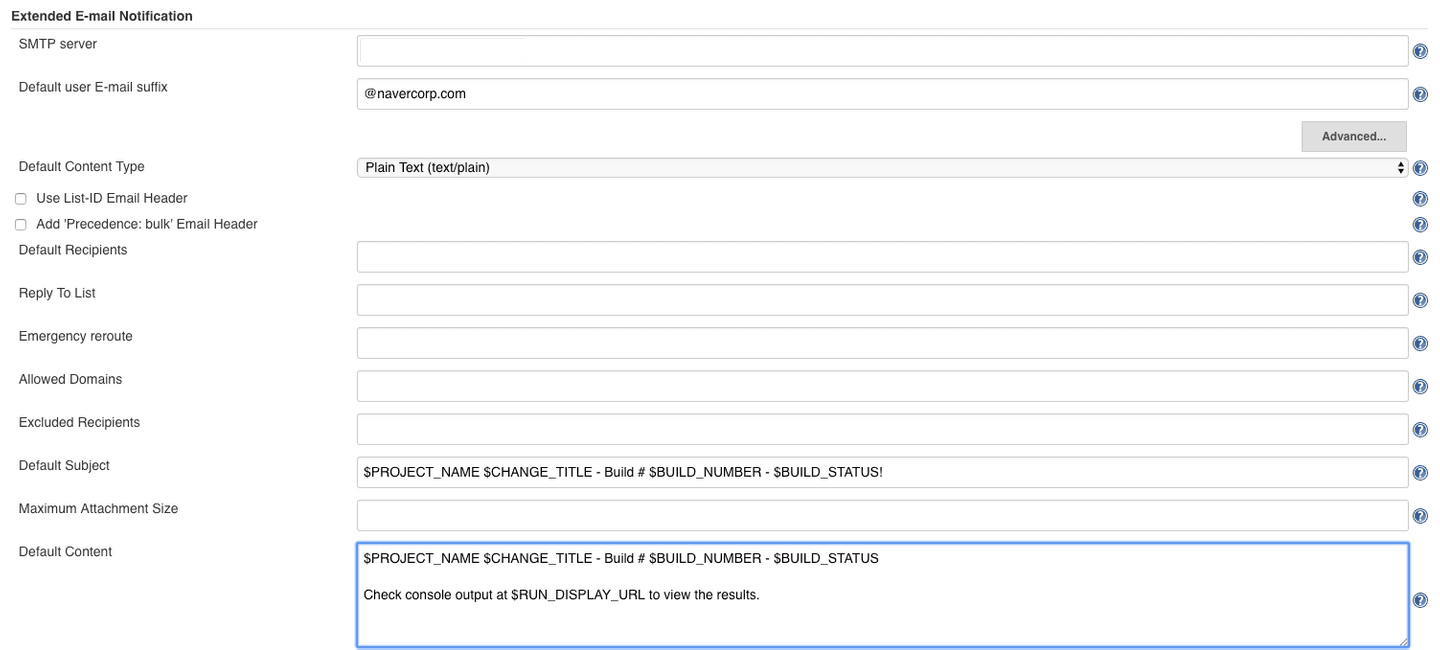 Extended E-mail Notification
SMTP server
Default user E-mail suffix
@navercorp.com
Advanced...
Default Content Type
Plain Text (text/plain)
Use List-ID Email Header
Add 'Precedence: bulk' Email Header
Default Recipients
Reply To List
Emergency reroute
Allowed Domains
Excluded Recipients
Default Subject
$PROJECT_NAME $CHANGE_TITLE - Build # $BUILD_NUMBER - $BUILD_STATUS!
Maximum Attachment Size
Default Content
$PROJECT_NAME $CHANGE_TITLE - Build # $BUILD_NUMBER - $BUILD_STATUS
Check console output at $RUN_DISPLAY_URL to view the results.